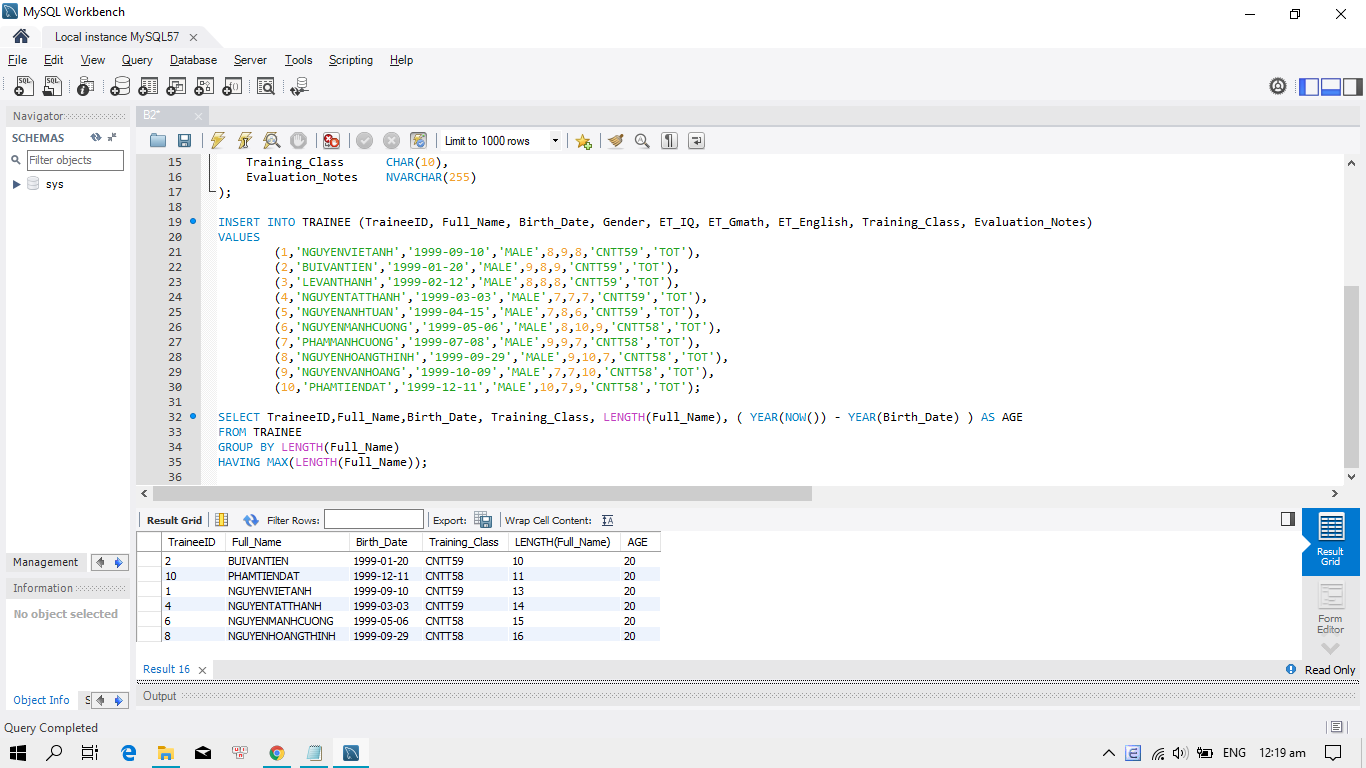 MySQL Workbench
Local instance MySQL57
File Edit View Query Database Server Tools Scripting Help
Navigator
SCHEMAS
Filter objects
sys
B2*
Limit to 1000 rows
15 Training_Class CHAR(10),
16 Evaluation_Notes NVARCHAR(255)
17 );
18
19 INSERT INTO TRAINEE (TraineeID, Full_Name, Birth_Date, Gender, ET_IQ, ET_Gmath, ET_English, Training_Class, Evaluation_Notes)
20 VALUES
21 (1,'NGUYENVIETANH','1999-09-10','MALE',8,9,8,'CNTT59','TOT'),
22 (2,'BUIVANTIEN','1999-01-20','MALE',9,8,9,'CNTT59','TOT'),
23 (3,'LEVANTHANH','1999-02-12','MALE',8,8,8,'CNTT59','TOT'),
24 (4,'NGUYENTATTHANH','1999-03-03','MALE',7,7,7,'CNTT59','TOT'),
25 (5,'NGUYENANHTUAN','1999-04-15','MALE',7,8,6,'CNTT59','TOT'),
26 (6,'NGUYENMANHCUONG','1999-05-06','MALE',8,10,9,'CNTT58','TOT'),
27 (7,'PHAMMANHCUONG','1999-07-08','MALE',9,9,7,'CNTT58','TOT'),
28 (8,'NGUYENHOANGTHINH','1999-09-29','MALE',9,10,7,'CNTT58','TOT'),
29 (9,'NGUYENVANHOANG','1999-10-09','MALE',7,7,10,'CNTT58','TOT'),
30 (10,'PHAMTIENDAT','1999-12-11','MALE',10,7,9,'CNTT58','TOT');
31
32 SELECT TraineeID,Full_Name,Birth_Date, Training_Class, LENGTH(Full_Name), ( YEAR(NOW()) - YEAR(Birth_Date) ) AS AGE
33 FROM TRAINEE
34 GROUP BY LENGTH(Full_Name)
35 HAVING MAX(LENGTH(Full_Name));
36
Result Grid Filter Rows: Export: Wrap Cell Content:
TraineeID Full_Name Birth_Date Training_Class LENGTH(Full_Name) AGE
2 BUIVANTIEN 1999-01-20 CNTT59 10 20
10 PHAMTIENDAT 1999-12-11 CNTT58 11 20
1 NGUYENVIETANH 1999-09-10 CNTT59 13 20
4 NGUYENTATTHANH 1999-03-03 CNTT59 14 20
6 NGUYENMANHCUONG 1999-05-06 CNTT58 15 20
8 NGUYENHOANGTHINH 1999-09-29 CNTT58 16 20
Result
Grid
Form
Editor
Management
Information
No object selected
Result 16
Read Only
Object Info S
Output
Query Completed
ENG 12:19 am